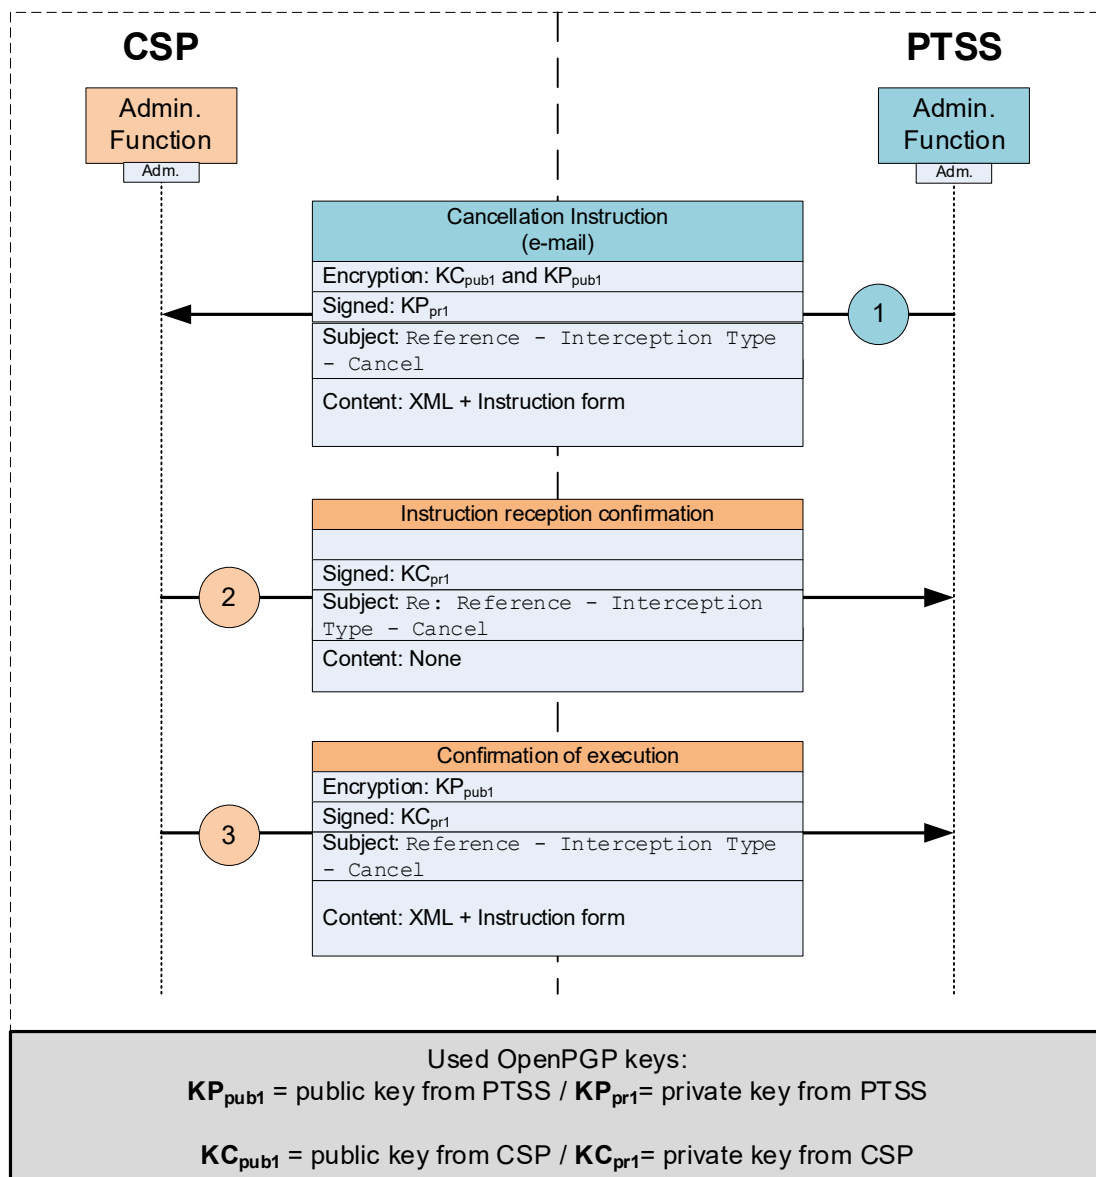 CSP
PTSS
Admin.
Function
Adm.
Admin.
Function
Adm.
Cancellation Instruction
(e-mail)
Encryption: KCpub1 and KPpub1
Signed: KPpr1
Subject: Reference - Interception Type
- Cancel
Content: XML + Instruction form
1
Instruction reception confirmation
Signed: KCpr1
2
Subject: Re: Reference - Interception
Type - Cancel
Content: None
Confirmation of execution
Encryption: KPpub1
Signed: KCpr1
3
Subject: Reference - Interception Type
- Cancel
Content: XML + Instruction form
Used OpenPGP keys:
KPpub1 = public key from PTSS / KPpr1= private key from PTSS
KCpub1 = public key from CSP / KCpr1= private key from CSP